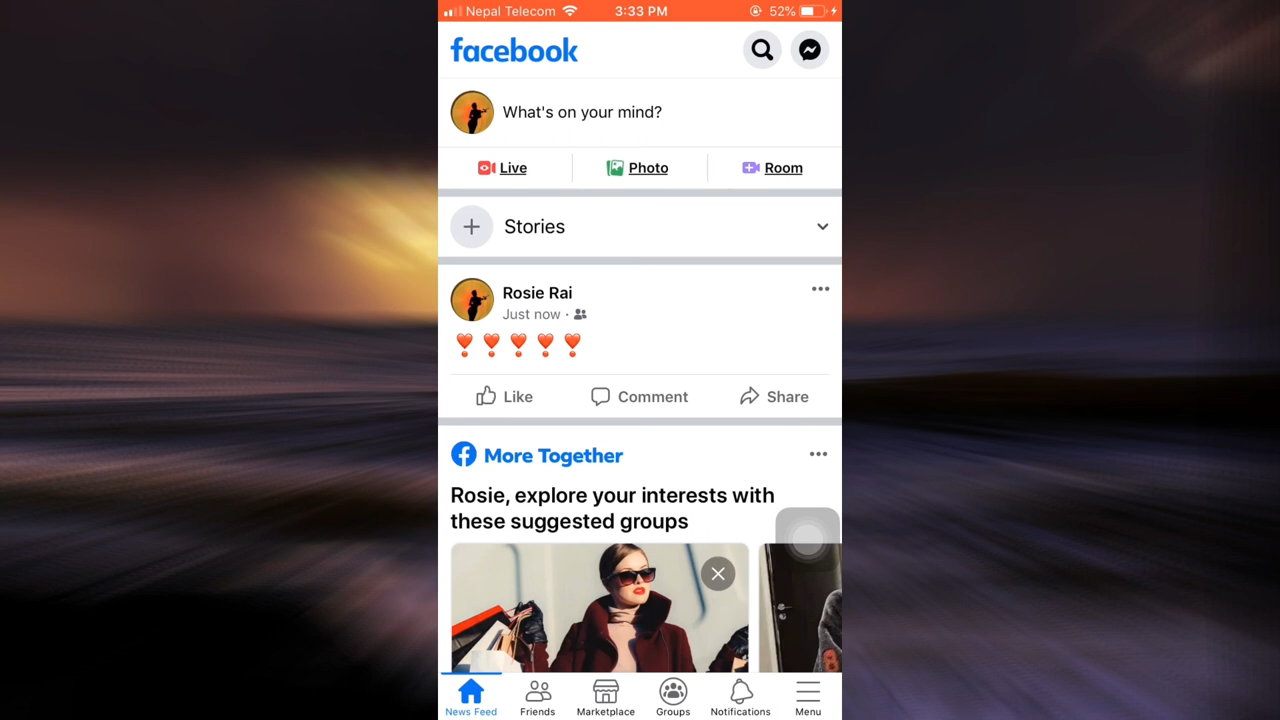 Nepal Telecom 3:33 PM 52%
facebook
What's on your mind?
Live Photo Room
Stories
Rosie Rai
Just now ·
❣️ ❣️ ❣️ ❣️ ❣️
Like Comment Share
More Together
Rosie, explore your interests with
these suggested groups
News Feed Friends Marketplace Groups Notifications Menu